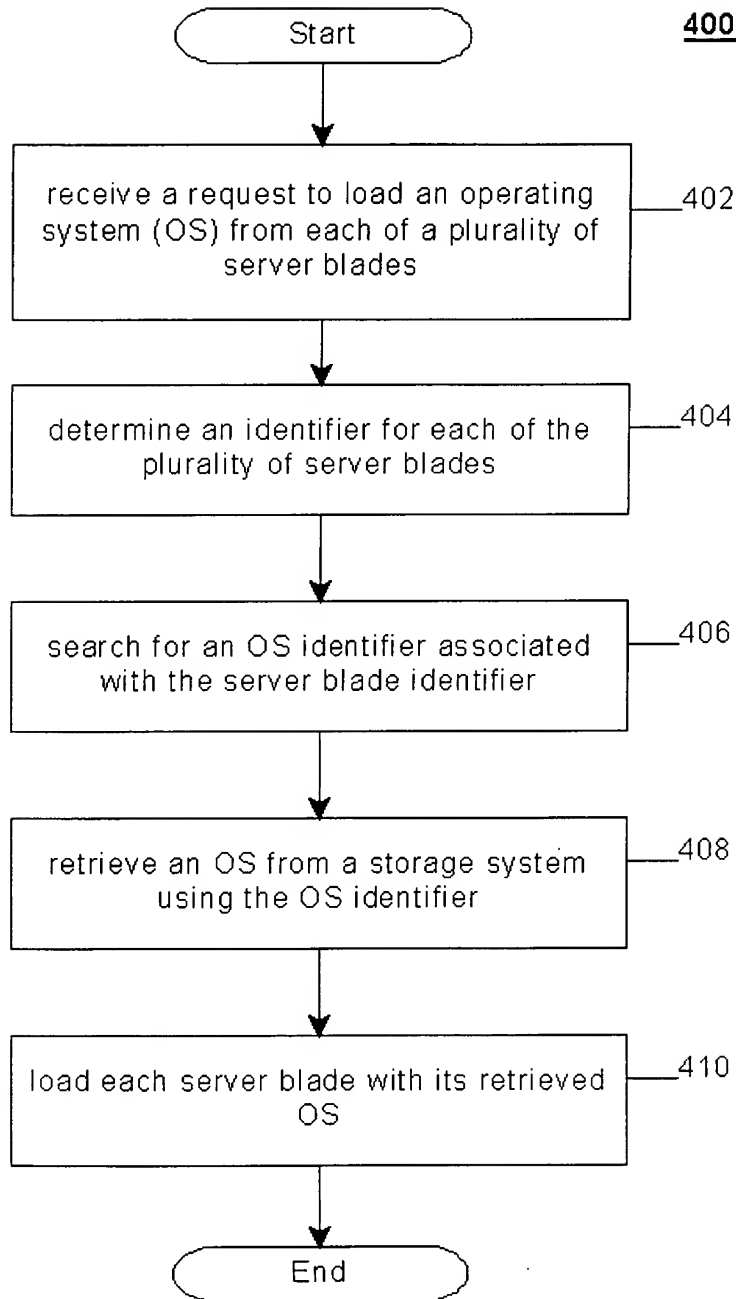 Start
400
receive a request to load an operating
system (OS) from each of a plurality of
server blades
402
determine an identifier for each of the
plurality of server blades
404
search for an OS identifier associated
with the server blade identifier
406
retrieve an OS from a storage system
using the OS identifier
408
load each server blade with its retrieved
OS
410
End